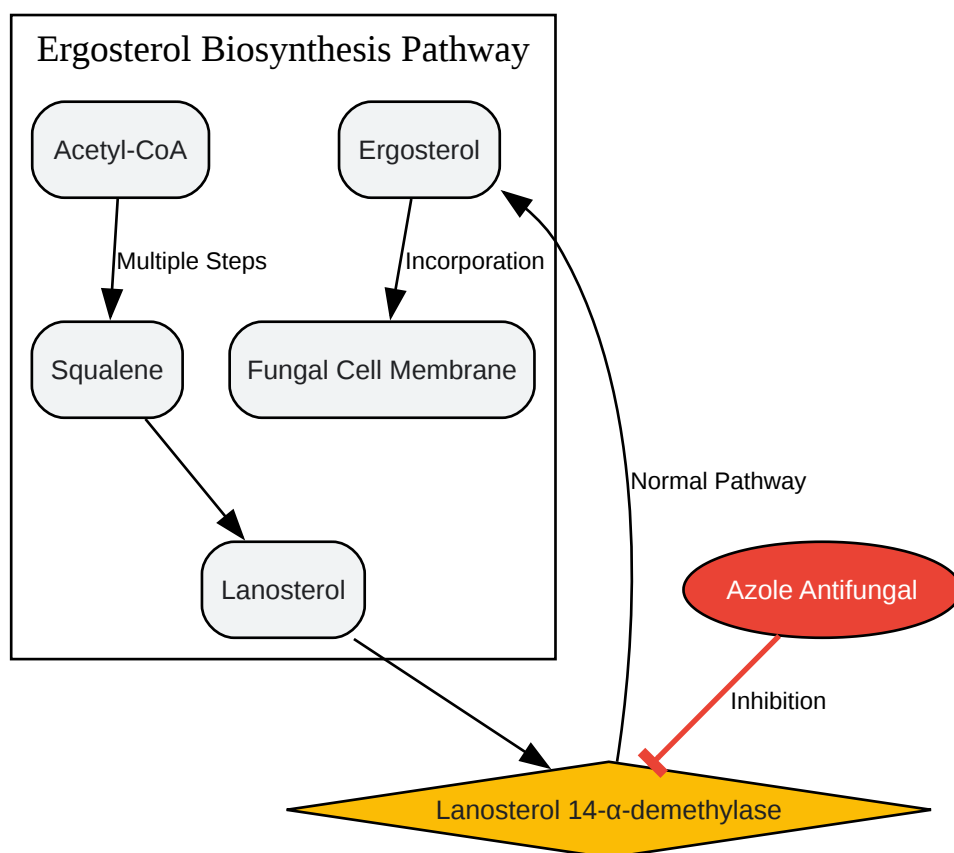 Ergosterol Biosynthesis Pathway
Acetyl-CoA
Ergosterol
Multiple Steps
Incorporation
Squalene
Fungal Cell Membrane
Normal Pathway
Lanosterol
Azole Antifungal
Inhibition
Lanosterol 14-α-demethylase